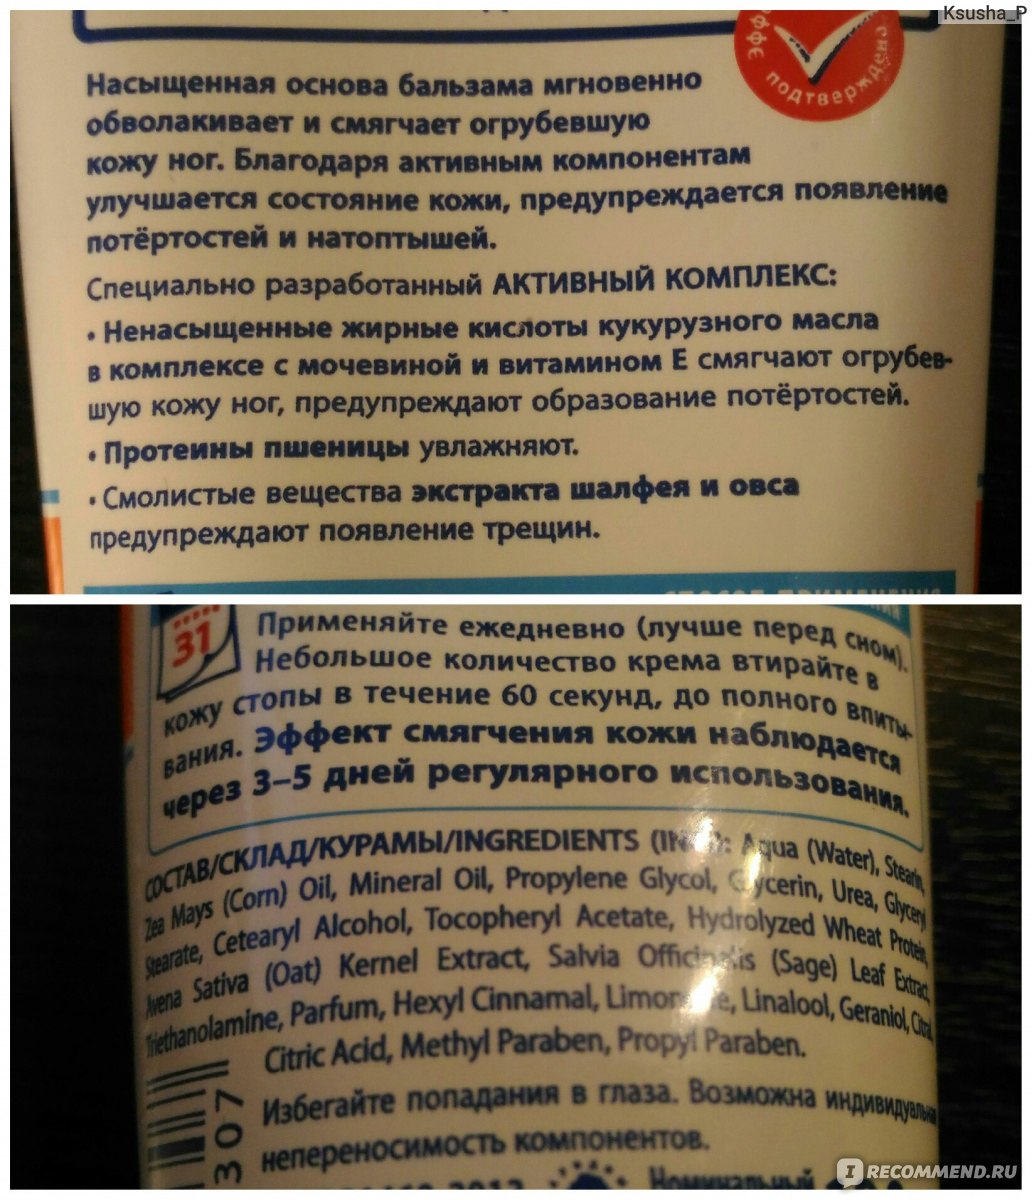 Ksusha_P
подтверждена
Насыщенная основа бальзама мгновенно
обволакивает и смягчает огрубевшую
кожу ног. Благодаря активным компонентам
улучшается состояние кожи, предупреждается появление
потёртостей и натоптышей.
Специально разработанный АКТИВНЫЙ КОМПЛЕКС:
• Ненасыщенные жирные кислоты кукурузного масла
в комплексе с мочевиной и витамином Е смягчают огрубев-
шую кожу ног, предупреждают образование потёртостей.
• Протеины пшеницы увлажняют.
• Смолистые вещества экстракта шалфея и овса
предупреждают появление трещин.
31
Применяйте ежедневно (лучше перед сном).
Небольшое количество крема втирайте в
кожу стопы в течение 60 секунд, до полного впиты-
вания. Эффект смягчения кожи наблюдается
через 3–5 дней регулярного использования.
СОСТАВ/СКЛАД/КУРАМЫ/INGREDIENTS Aqua (Water),
Zea Mays (Corn) Oil, Mineral Oil, Propylene Glycol, Glycerin, Urea, Glyceryl
Stearate, Cetearyl Alcohol, Tocopheryl Acetate, Hydrolyzed Wheat Protein,
Avena Sativa (Oat) Kernel Extract, Salvia Officinalis (Sage) Leaf Extract,
Triethanolamine, Parfum, Hexyl Cinnamal, Limonene, Linalool, Geraniol, Citral,
Citric Acid, Methyl Paraben, Propyl Paraben.
Избегайте попадания в глаза. Возможна индивидуальная
непереносимость компонентов.
307
Номинальный
IRECOMMEND.RU